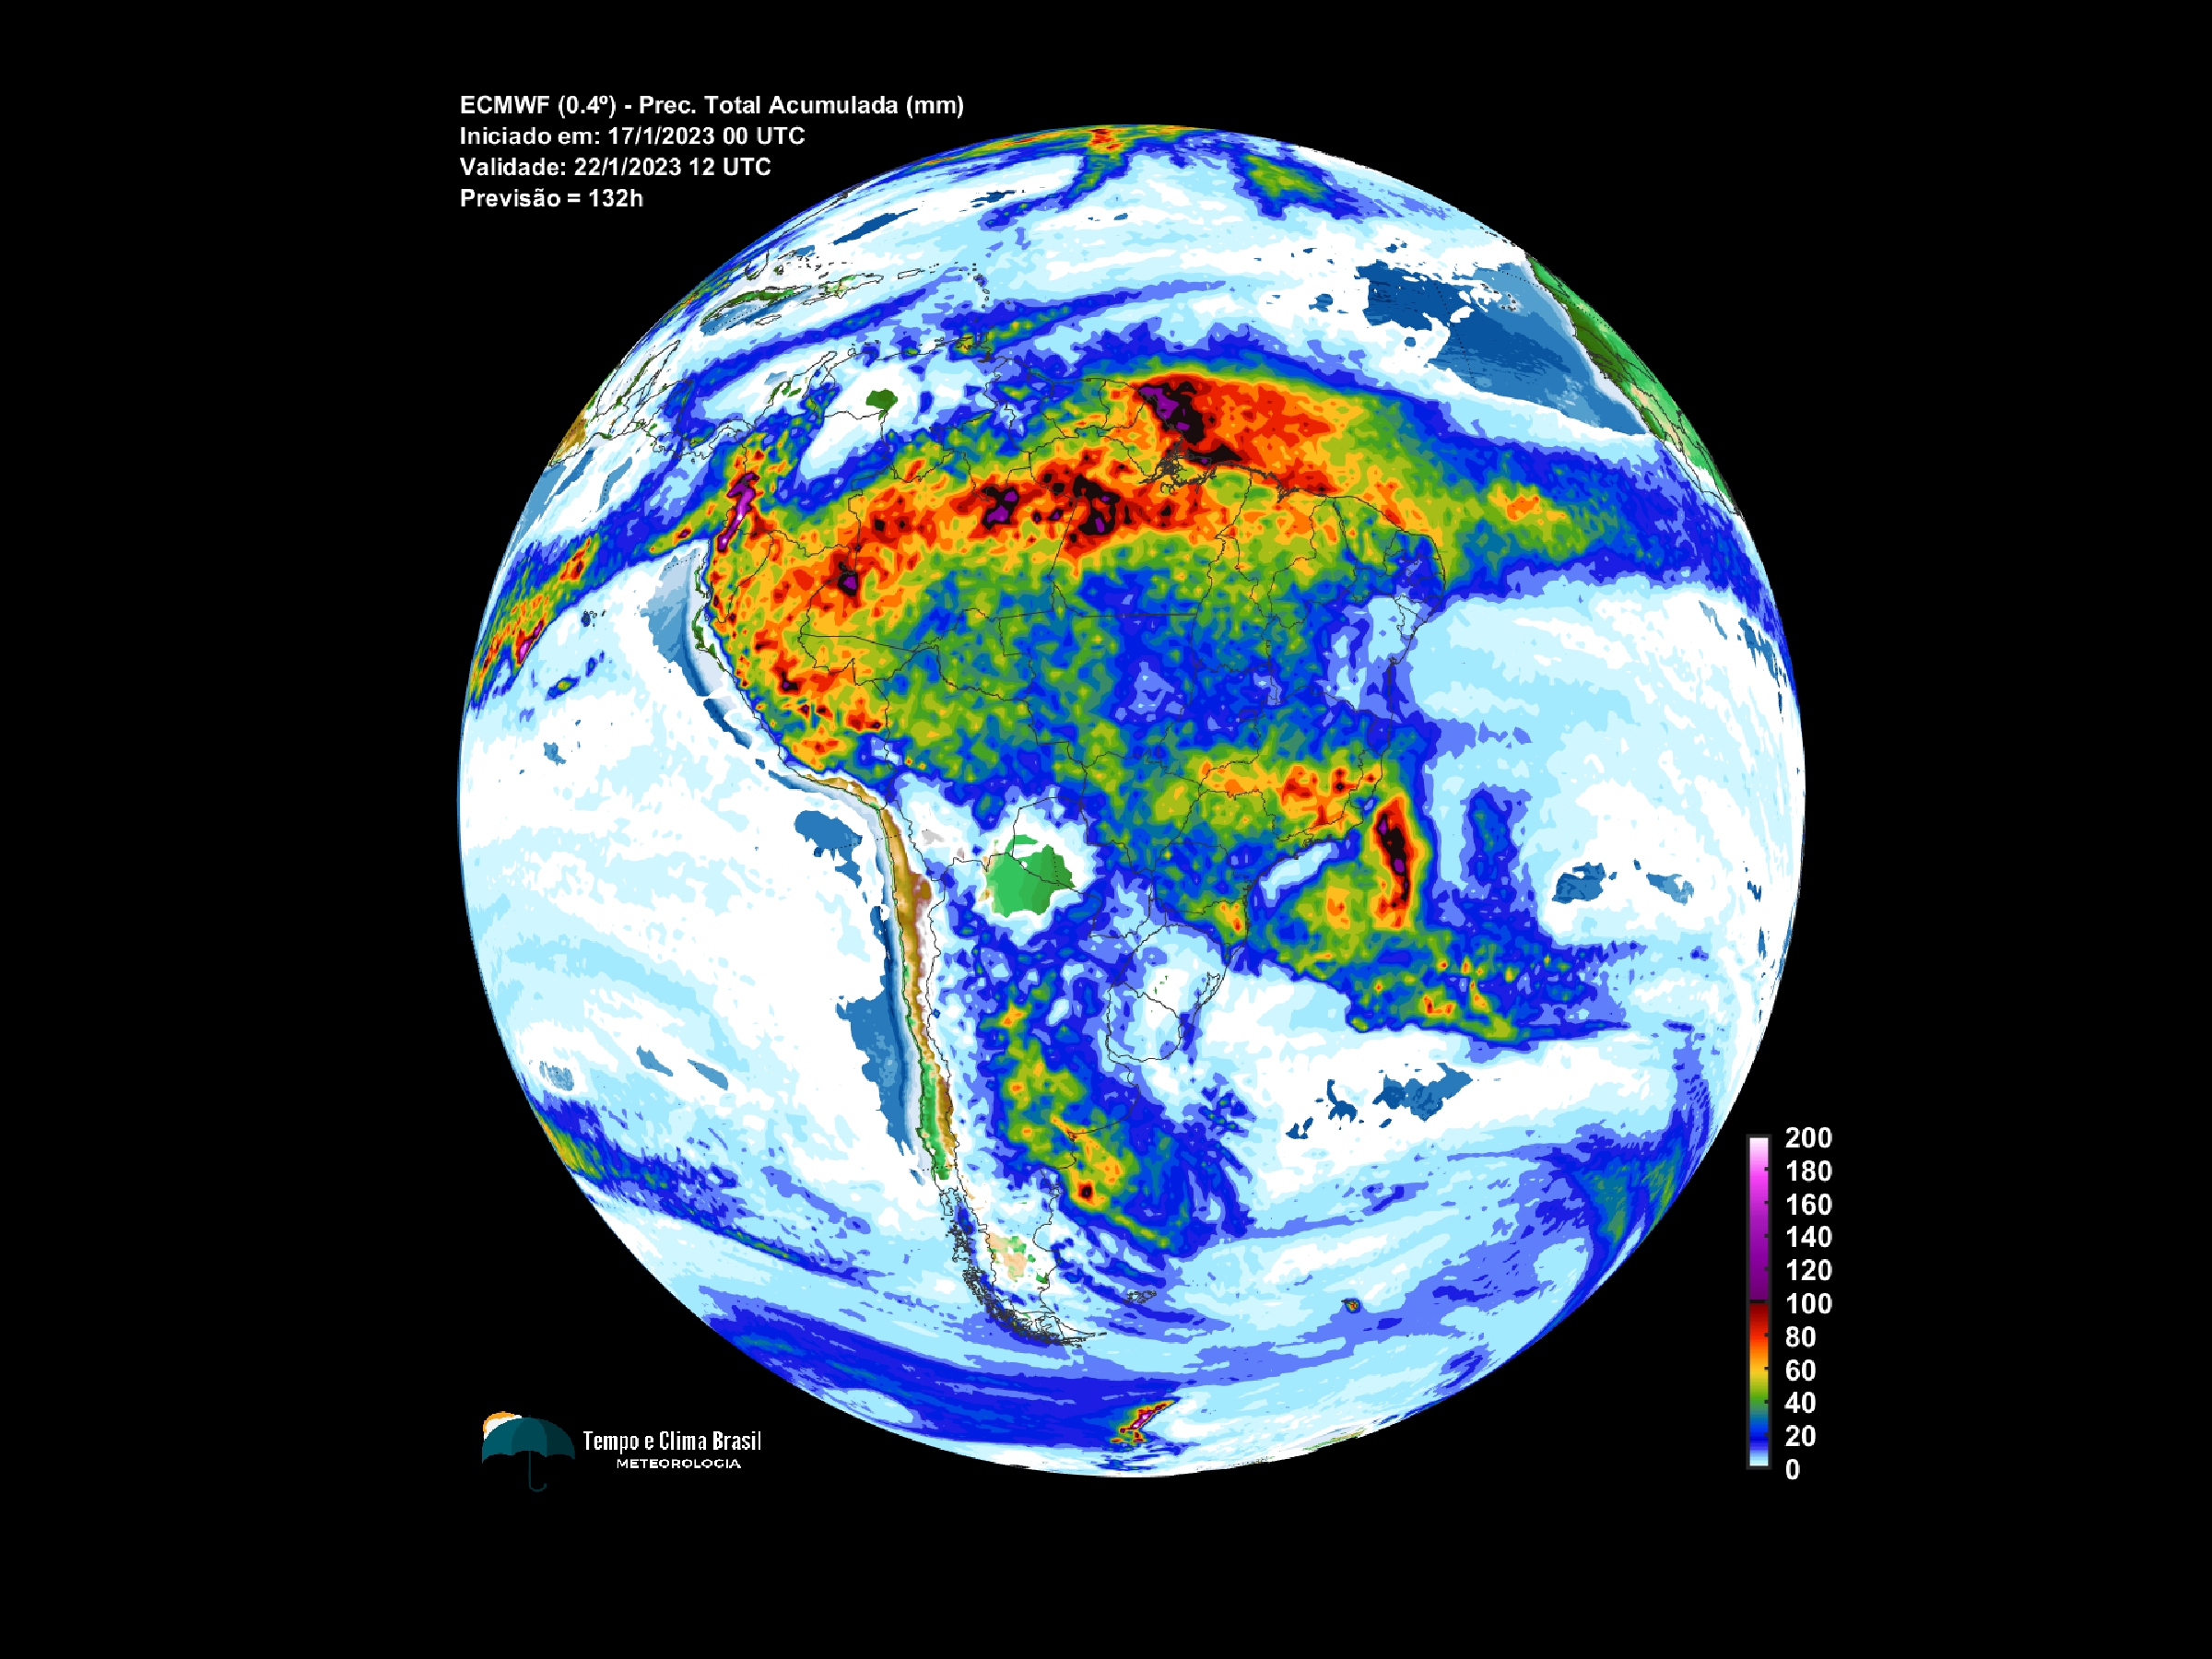 ECMWF (0.4º) - Prec. Total Acumulada (mm)
Iniciado em: 17/1/2023 00 UTC
Validade: 22/1/2023 12 UTC
Previsão = 132h
200
180
160
140
120
100
80
60
40
20
0
Tempo e Clima Brasil
METEOROLOGIA